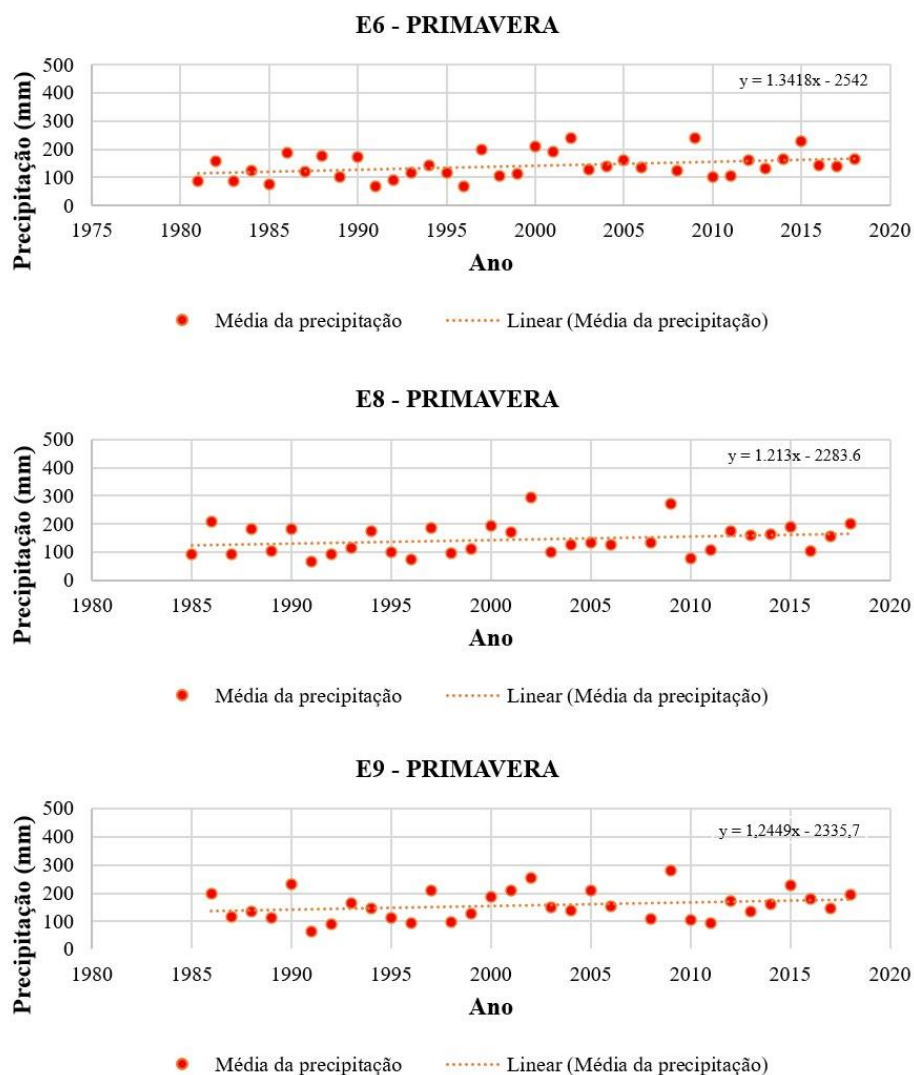 E6 - PRIMAVERA
Precipitação (mm)
500
400
300
200
100
0
y = 1.3418x - 2542
1975 1980 1985 1990 1995 2000 2005 2010 2015 2020
Ano
Média da precipitação Linear (Média da precipitação)
E8 - PRIMAVERA
Precipitação (mm)
500
400
300
200
100
0
y = 1.213x - 2283.6
1980 1985 1990 1995 2000 2005 2010 2015 2020
Ano
Média da precipitação Linear (Média da precipitação)
E9 - PRIMAVERA
Precipitação (mm)
500
400
300
200
100
0
y = 1,2449x - 2335,7
1980 1985 1990 1995 2000 2005 2010 2015 2020
Ano
Média da precipitação Linear (Média da precipitação)